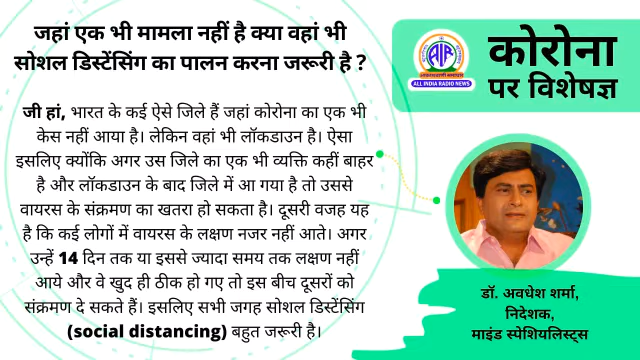 जहां एक भी मामला नहीं है क्या वहां भी
सोशल डिस्टेंसिंग का पालन करना जरूरी है ?
जी हां, भारत के कई ऐसे जिले हैं जहां कोरोना का एक भी
केस नहीं आया है। लेकिन वहां भी लॉकडाउन है। ऐसा
इसलिए क्योंकि अगर उस जिले का एक भी व्यक्ति कहीं बाहर
है और लॉकडाउन के बाद जिले में आ गया है तो उससे
वायरस के संक्रमण का खतरा हो सकता है। दूसरी वजह यह
है कि कई लोगों में वायरस के लक्षण नजर नहीं आते। अगर
उन्हें 14 दिन तक या इससे ज्यादा समय तक लक्षण नहीं
आये और वे खुद ही ठीक हो गए तो इस बीच दूसरों को
संक्रमण दे सकते हैं। इसलिए सभी जगह सोशल डिस्टेंसिंग
(social distancing) बहुत जरूरी है।
AIR
ALL INDIA RADIO NEWS
कोरोना
पर विशेषज्ञ
डॉ. अवधेश शर्मा,
निदेशक,
माइंड स्पेशियलिस्ट्स